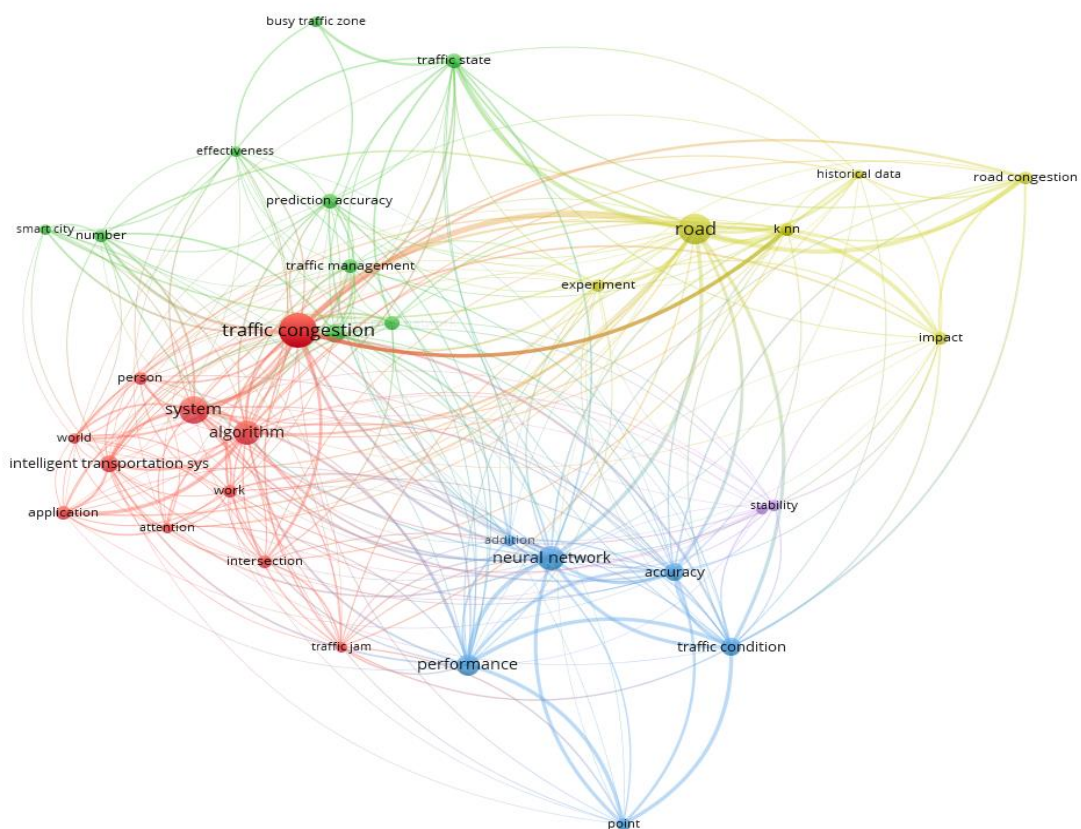 busy traffic zone
traffic state
effectiveness
historical data
road congestion
prediction accuracy
smart city
number
road
k nn
traffic management
experiment
traffic congestion
impact
person
system
algorithm
world
intelligent transportation sys
work
application
attention
stability
addition
neural network
intersection
accuracy
traffic jam
traffic condition
performance
point